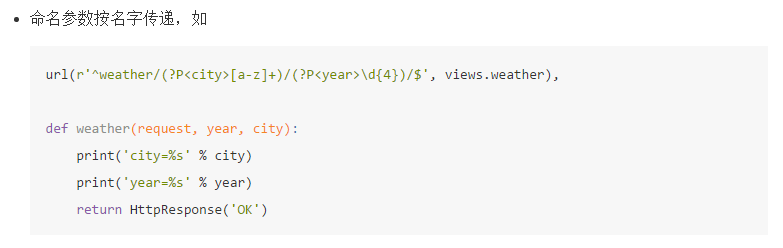 • 命名参数按名字传递，如
url(r'^weather/(?P<city>[a-z]+)/(?P<year>\d{4})/$', views.weather),
def weather(request, year, city):
    print('city=%s' % city)
    print('year=%s' % year)
    return HttpResponse('OK')